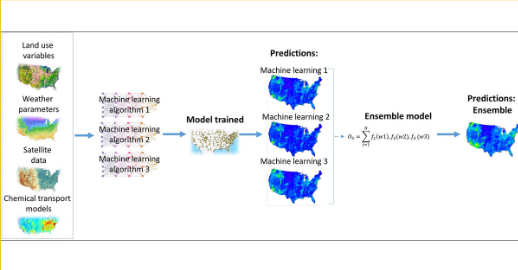 Land use
variables
Weather
parameters
Satellite
data
Chemical transport
models
Machine learning
algorithm 1
Machine learning
algorithm 2
Machine learning
algorithm 3
Model trained
Predictions:
Machine learning 1
Machine learning 2
Machine learning 3
Ensemble model
Predictions:
Ensemble